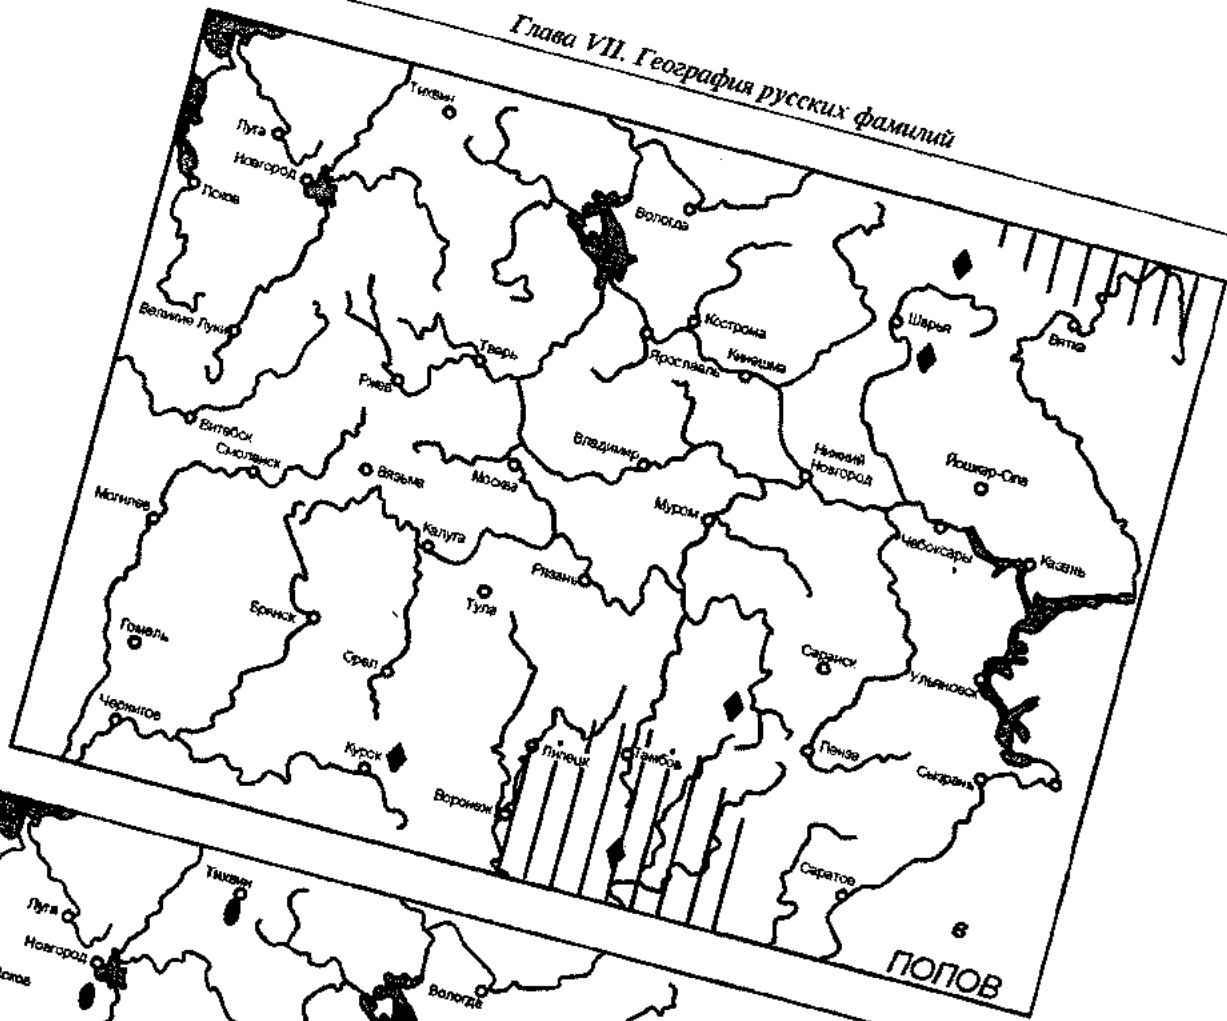 Глава VII. География русских фамилий
Тихвин
Луга
Новгород
Псков
Вологда
Великие Луки
Кострома
Шарья
Вятка
Тверь
Ярославль
Кинешма
Ржев
Витебск
Смоленск
Вязьма
Москва
Владимир
Нижний
Новгород
Йошкар-Ола
Могилев
Калуга
Муром
Чебоксары
Казань
Рязань
Тула
Брянск
Гомель
Орел
Саранск
Ульяновск
Чернигов
Курск
Липецк
Тамбов
Пенза
Сызрань
Воронеж
Саратов
в
ПОПОВ
Тихвин
Луга
Новгород
Вологда